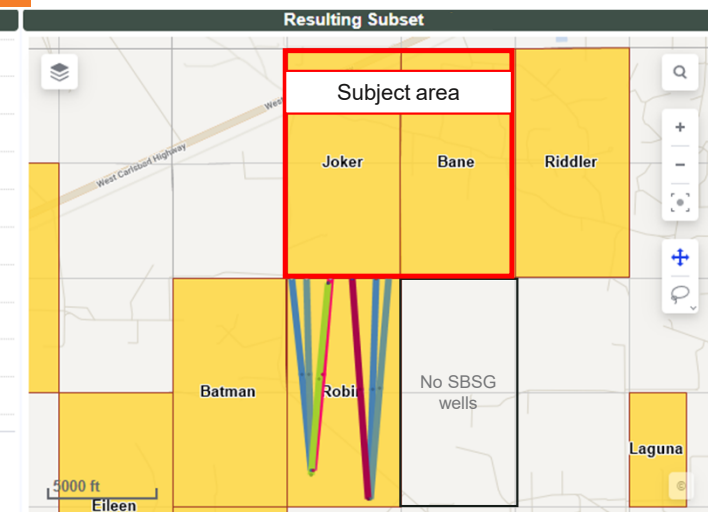 Resulting Subset
Subject area
West
West Carlsbad Highway
Joker
Bane
Riddler
Batman
Robin
No SBSG
wells
Laguna
5000 ft
Eileen
©